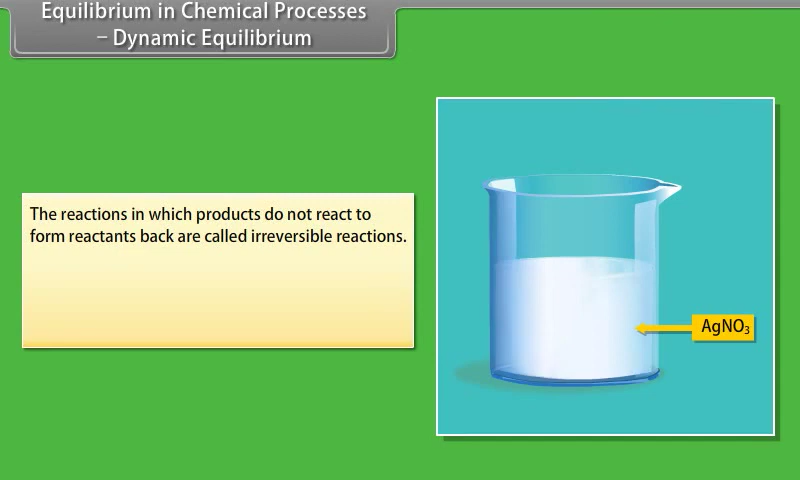 Equilibrium in Chemical Processes
– Dynamic Equilibrium
The reactions in which products do not react to
form reactants back are called irreversible reactions.
AgNO₃